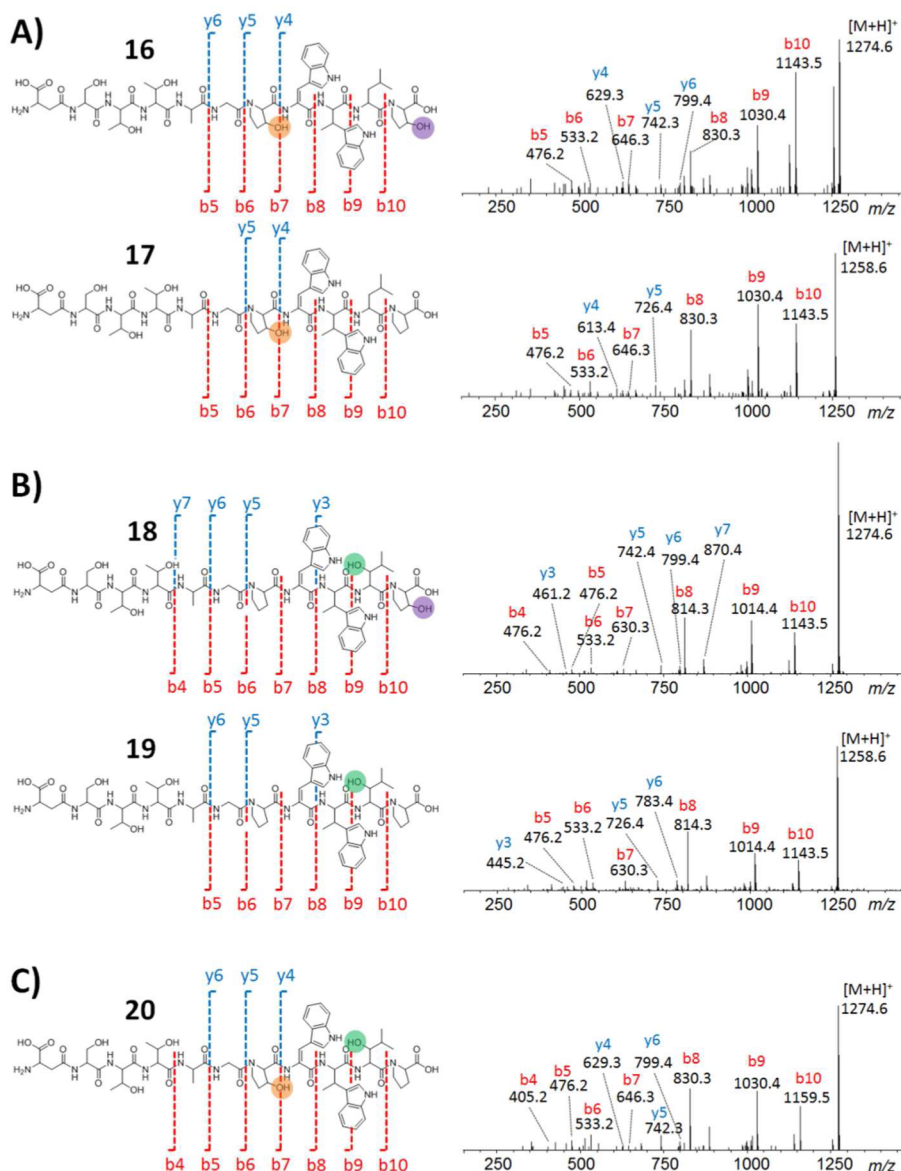 A)
16
y6 y5 y4
b5 b6 b7 b8 b9 b10
[M+H]+
1274.6
b10
1143.5
y4
629.3
y6
799.4
b9
1030.4
b5
476.2
b6
533.2
b7
646.3
y5
742.3
b8
830.3
250 500 750 1000 1250
m/z
17
y5 y4
b5 b6 b7 b8 b9 b10
[M+H]+
1258.6
b9
1030.4
b10
1143.5
y5
726.4
b8
830.3
y4
613.4
b5
476.2
b6
533.2
b7
646.3
250 500 750 1000 1250
m/z
B)
18
y7 y6 y5 y3
b4 b5 b6 b7 b8 b9 b10
[M+H]+
1274.6
y5
742.4
y6
799.4
y7
870.4
y3
461.2
b5
476.2
b4
476.2
b6
533.2
b7
630.3
b8
814.3
b9
1014.4
b10
1143.5
250 500 750 1000 1250
m/z
19
y6 y5 y3
b5 b6 b7 b8 b9 b10
[M+H]+
1258.6
y6
783.4
b8
814.3
b5
476.2
b6
533.2
y5
726.4
y3
445.2
b7
630.3
b9
1014.4
b10
1143.5
250 500 750 1000 1250
m/z
C)
20
y6 y5 y4
b4 b5 b6 b7 b8 b9 b10
[M+H]+
1274.6
y4
629.3
y6
799.4
b8
830.3
b9
1030.4
b10
1159.5
b4
405.2
b5
476.2
b6
533.2
b7
646.3
y5
742.3
250 500 750 1000 1250
m/z